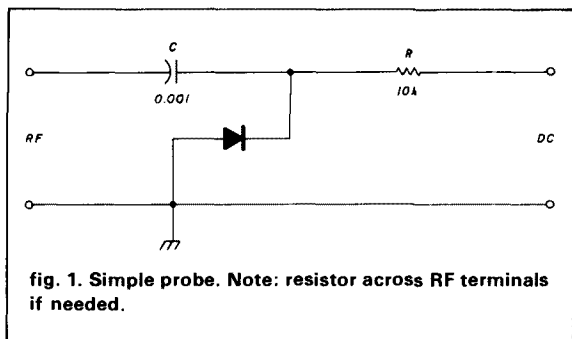 C
R
0.001
10k
RF
DC
fig. 1. Simple probe. Note: resistor across RF terminals
if needed.